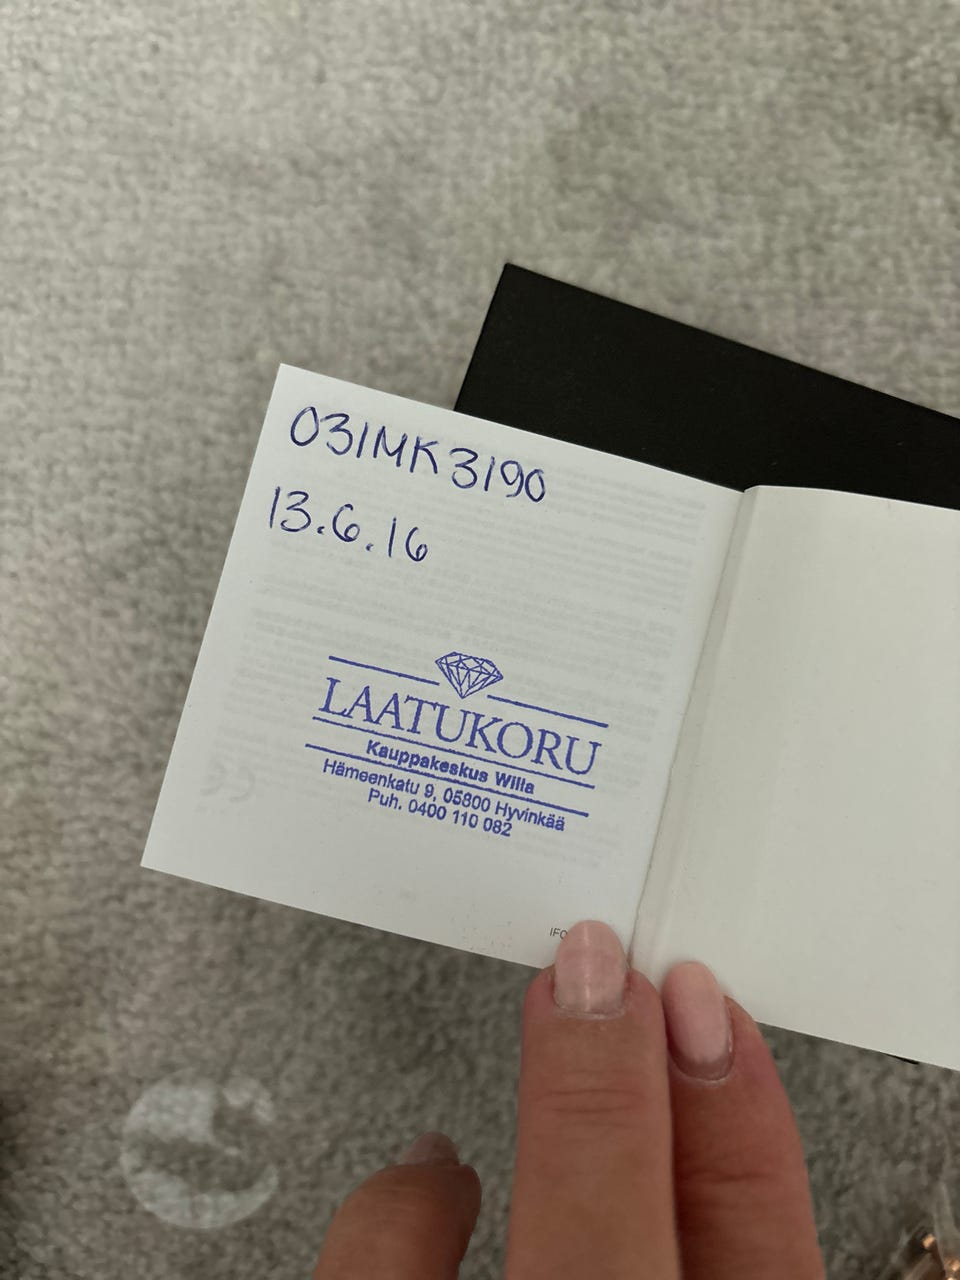 031MK3190
13.6.16
LAATUKORU
Kauppakeskus Willa
Hämeenkatu 9, 05800 Hyvinkää
Puh. 0400 110 082